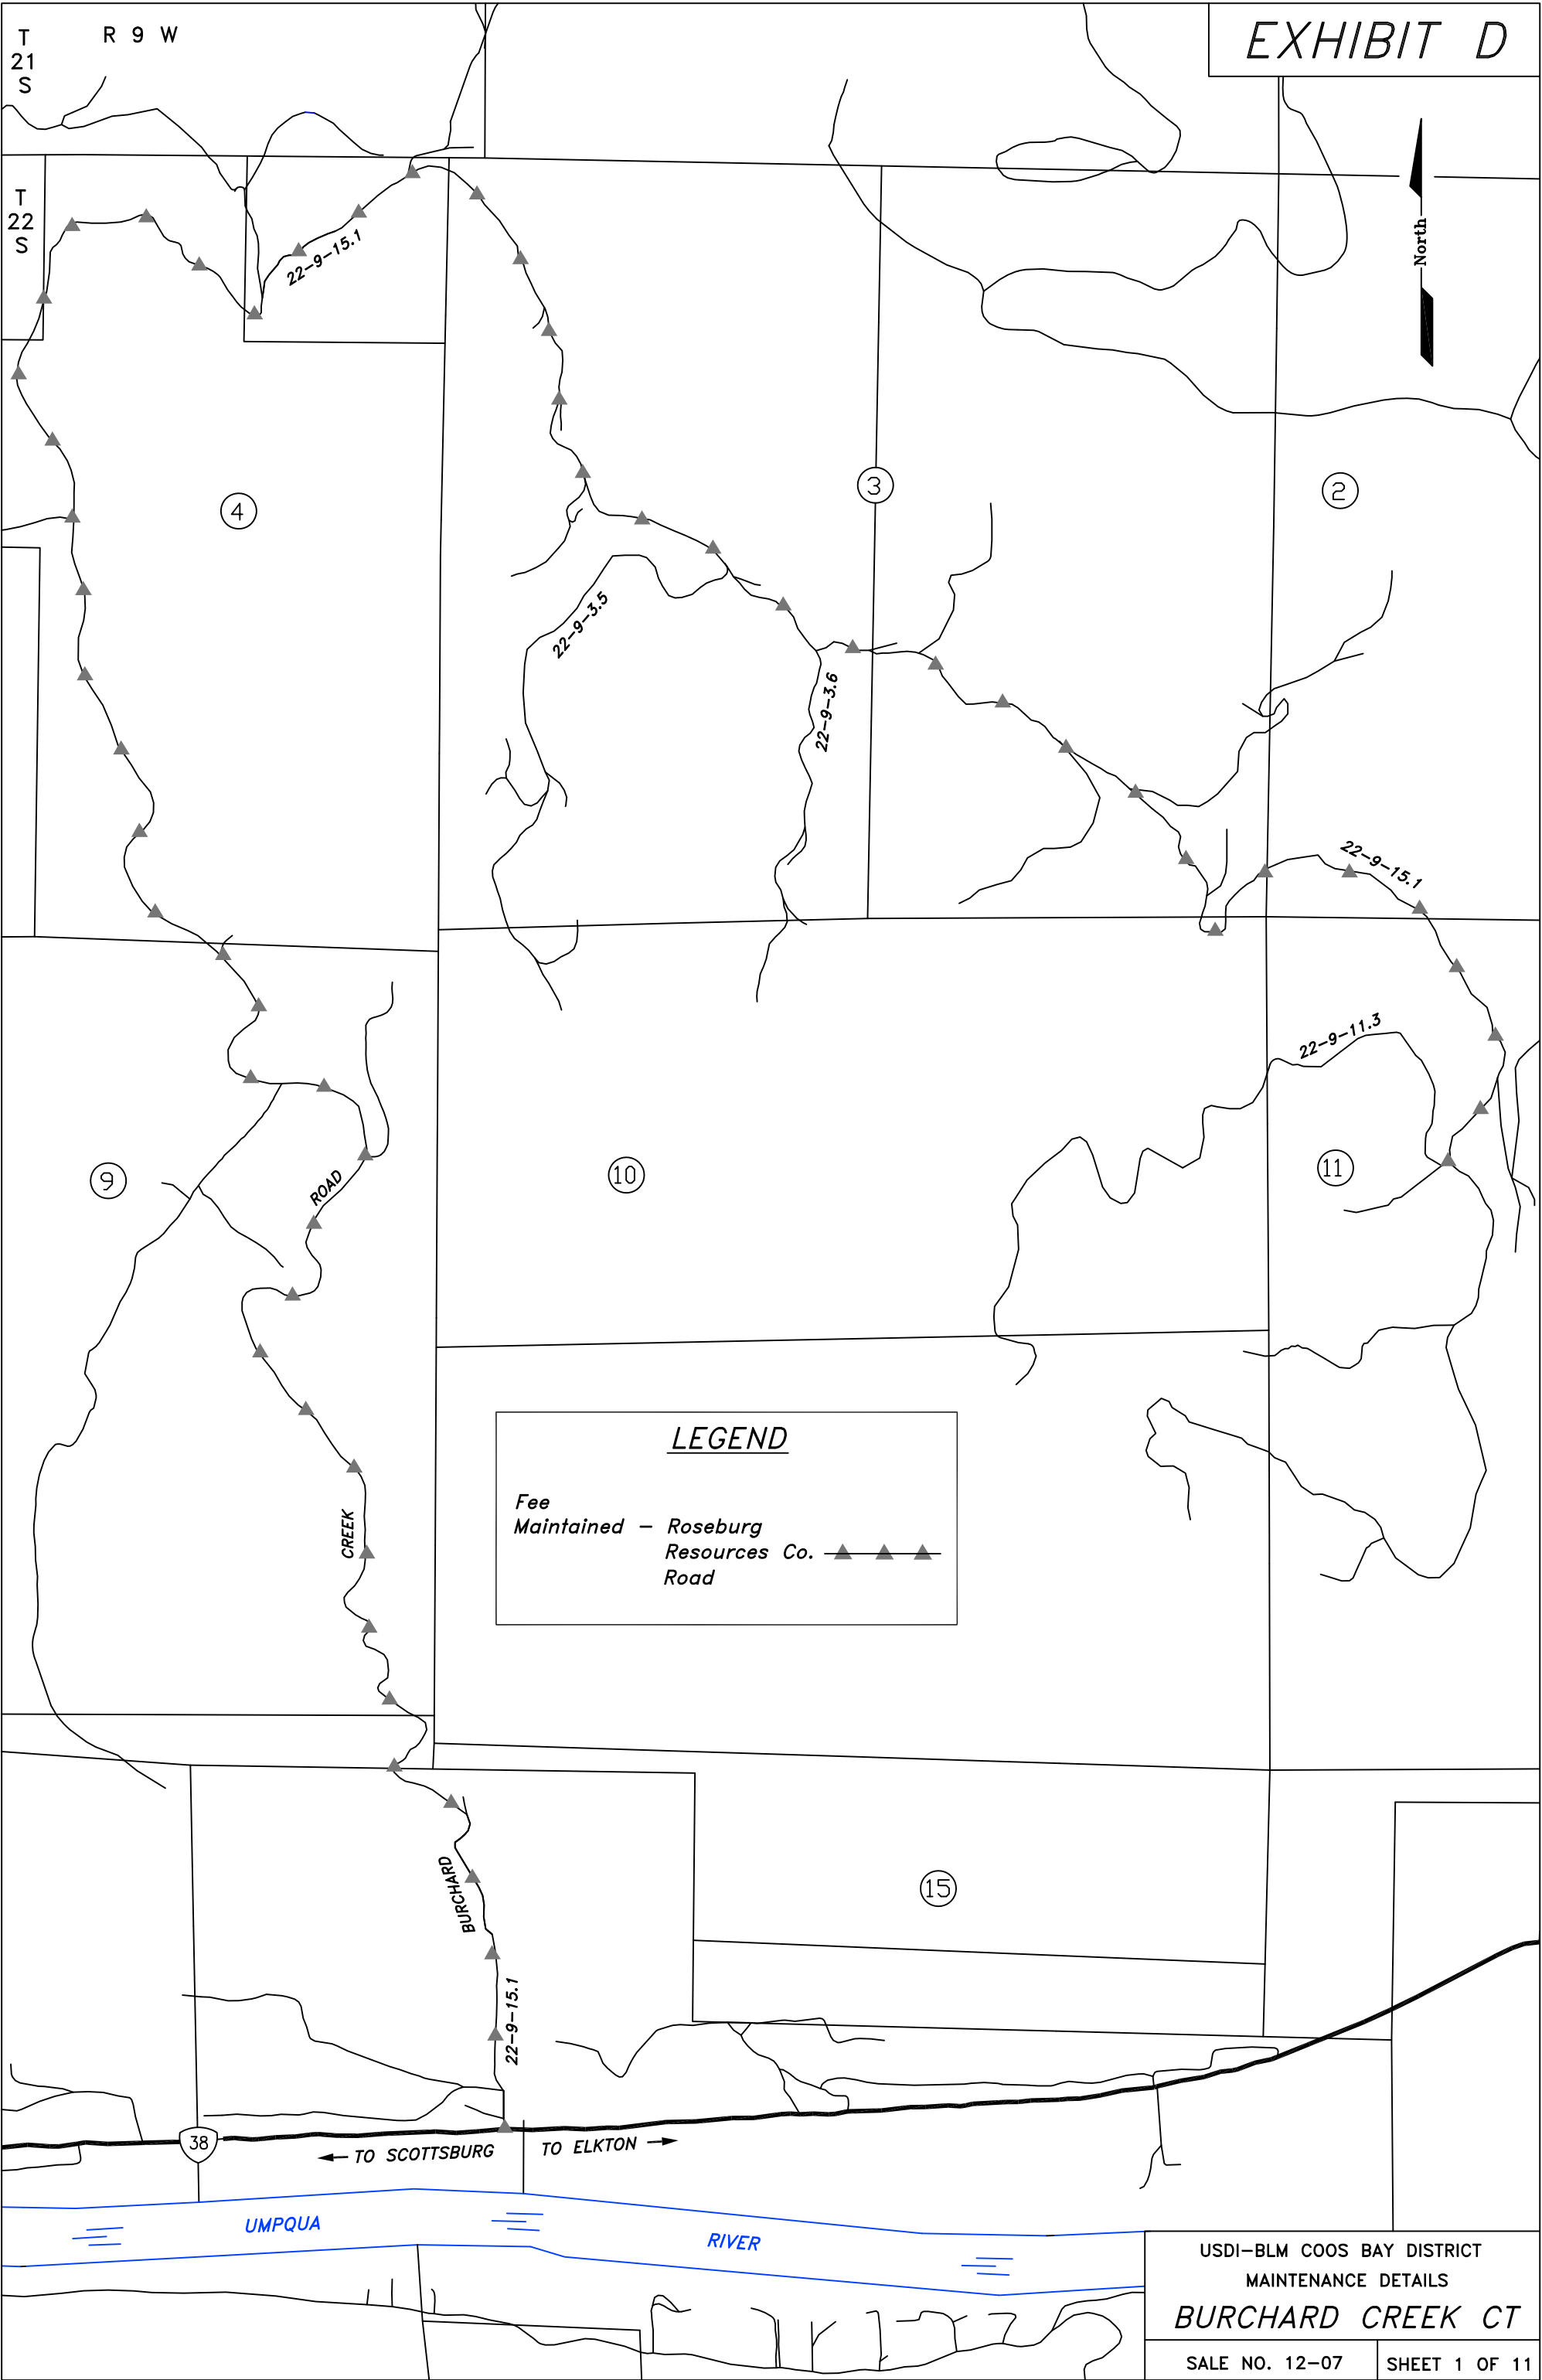 T
21
S
R 9 W
EXHIBIT D
T
22
S
North
22-9-15.1
4
3
2
22-9-3.5
22-9-3.6
22-9-15.1
22-9-11.3
9
10
11
ROAD
LEGEND
Fee
Maintained - Roseburg
Resources Co.
Road
CREEK
BURCHARD
15
22-9-15.1
38
TO SCOTTSBURG
TO ELKTON
UMPQUA
RIVER
USDI-BLM COOS BAY DISTRICT
MAINTENANCE DETAILS
BURCHARD CREEK CT
SALE NO. 12-07
SHEET 1 OF 11